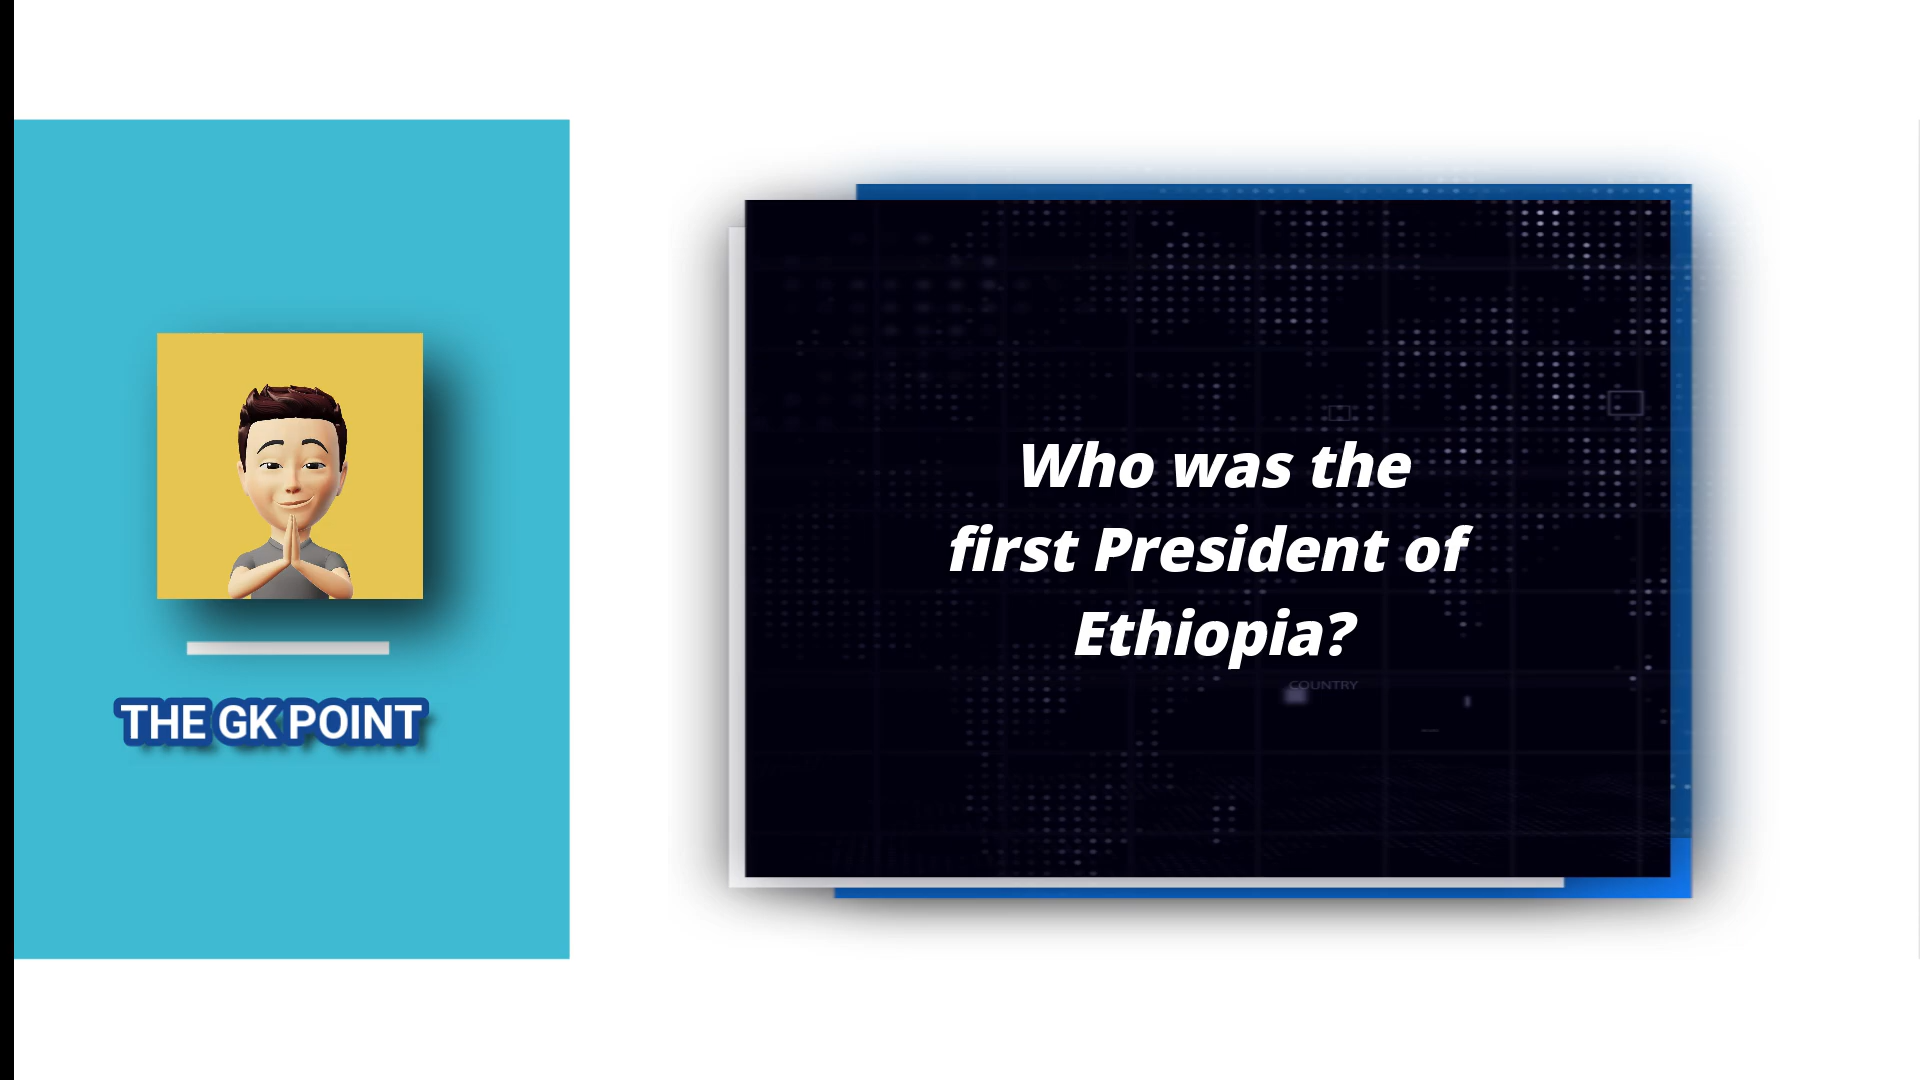 THE GK POINT
Who was the
first President of
Ethiopia?
COUNTRY